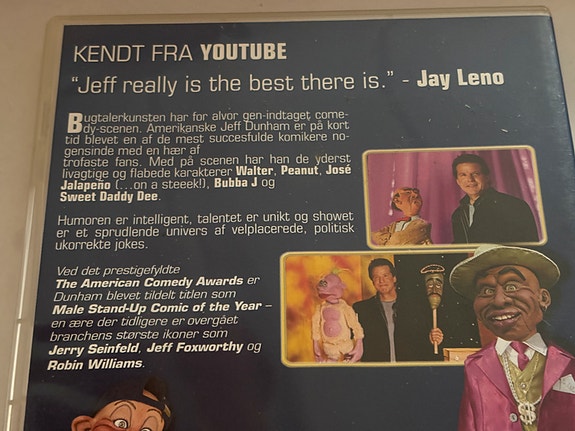 KENDT FRA YOUTUBE
“Jeff really is the best there is.” - Jay Leno
Bugtalerkunsten har for alvor gen-indtaget come-
dy-scenen. Amerikanske Jeff Dunham er på kort
tid blevet en af de mest succesfulde komikere no-
gensinde med en hær af
trofaste fans. Med på scenen har han de yderst
livagtige og flabede karakterer Walter, Peanut, José
Jalapeño (...on a steeek!), Bubba J og
Sweet Daddy Dee.
Humoren er intelligent, talentet er unikt og showet
er et sprudlende univers af velplacerede, politisk
ukorrekte jokes.
Ved det prestigefyldte
The American Comedy Awards er
Dunham blevet tildelt titlen som
Male Stand-Up Comic of the Year –
en ære der tidligere er overgået
branchens største ikoner som
Jerry Seinfeld, Jeff Foxworthy og
Robin Williams.